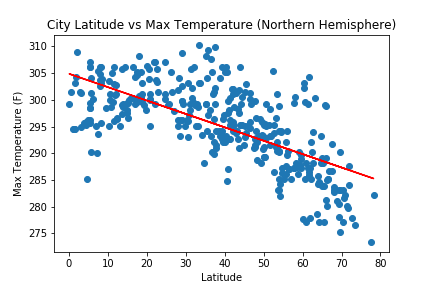 City Latitude vs Max Temperature (Northern Hemisphere)
Max Temperature (F)
310
305
300
295
290
285
280
275
0 10 20 30 40 50 60 70 80
Latitude